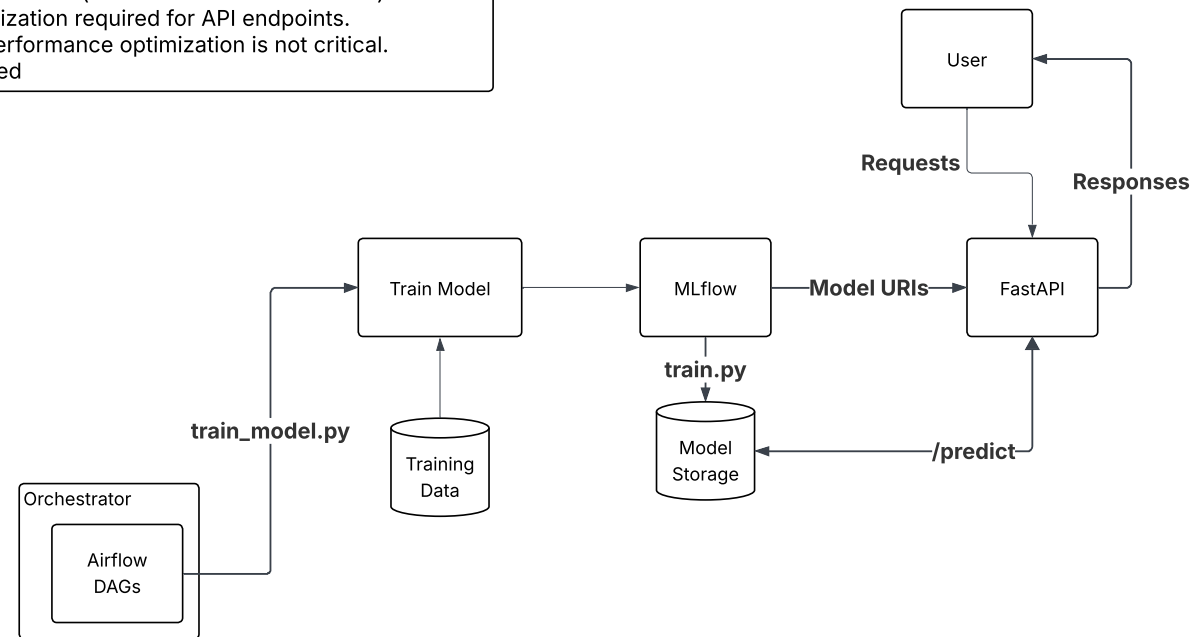 ization required for API endpoints.
erformance optimization is not critical.
ed
User
Requests
Responses
Train Model
MLflow
Model URIs
FastAPI
train.py
train_model.py
Training
Data
Model
Storage
/predict
Orchestrator
Airflow
DAGs